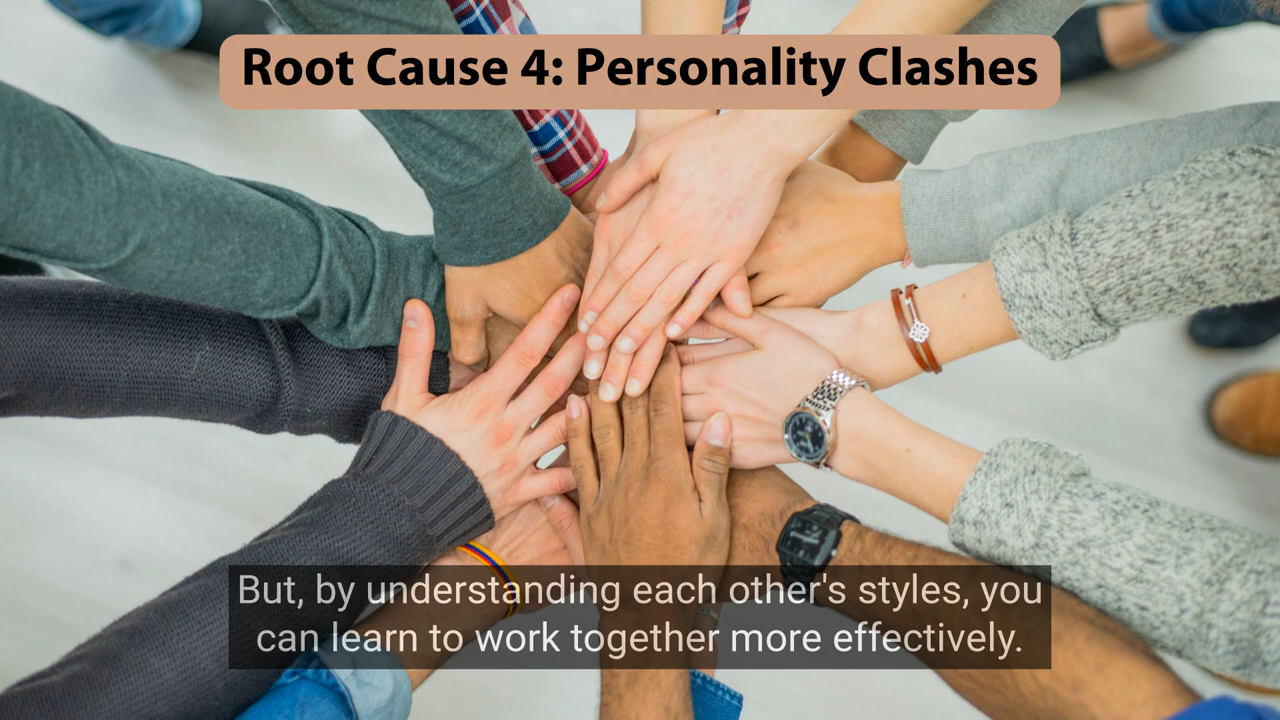 Root Cause 4: Personality Clashes
But, by understanding each other's styles, you
can learn to work together more effectively.